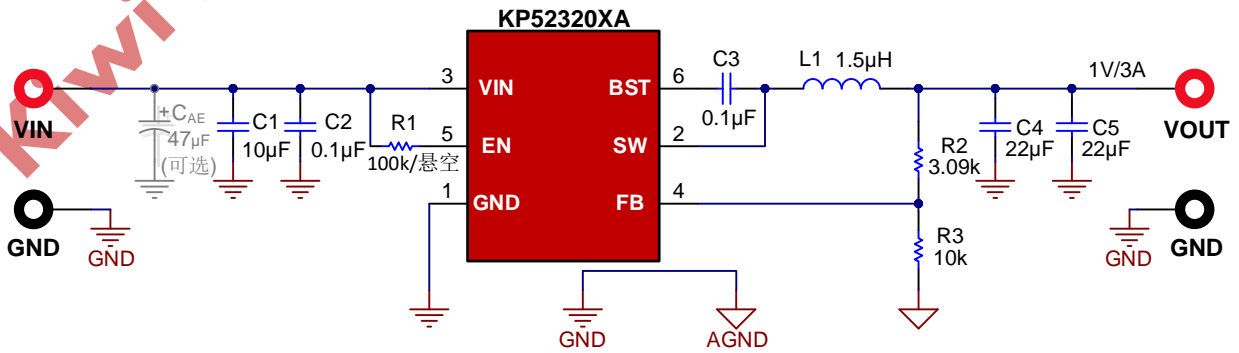 Kiwi
KP52320XA
VIN
GND
GND
+CAE
47µF
(可选)
C1
10µF
C2
0.1µF
R1
100k/悬空
3
5
1
VIN
EN
GND
BST
SW
FB
6
2
4
C3
0.1µF
L1
1.5µH
R2
3.09k
R3
10k
GND
AGND
C4
22µF
C5
22µF
1V/3A
VOUT
GND
GND